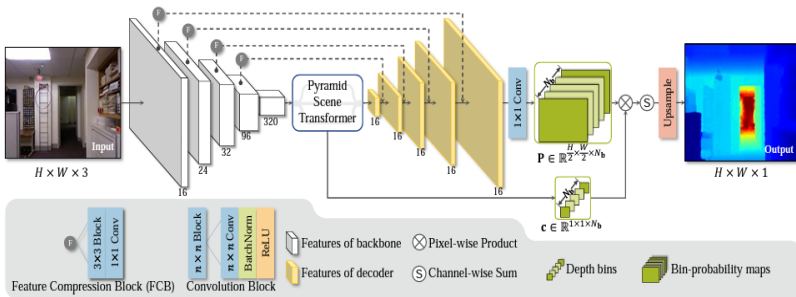 F
F
F
F
Input
H × W × 3
16
24
32
96
320
Pyramid
Scene
Transformer
16
16
16
16
16
1×1 Conv
N_b
P ∈ ℝ^{H/2 × W/2 × N_b}
N_b
c ∈ ℝ^{1×1×N_b}
S
Upsample
Output
H × W × 1
F
3×3 Block
1×1 Conv
Feature Compression Block (FCB)
n×n Block
n×n Conv
BatchNorm
ReLU
Convolution Block
Features of backbone
Features of decoder
Pixel-wise Product
S Channel-wise Sum
Depth bins
Bin-probability maps